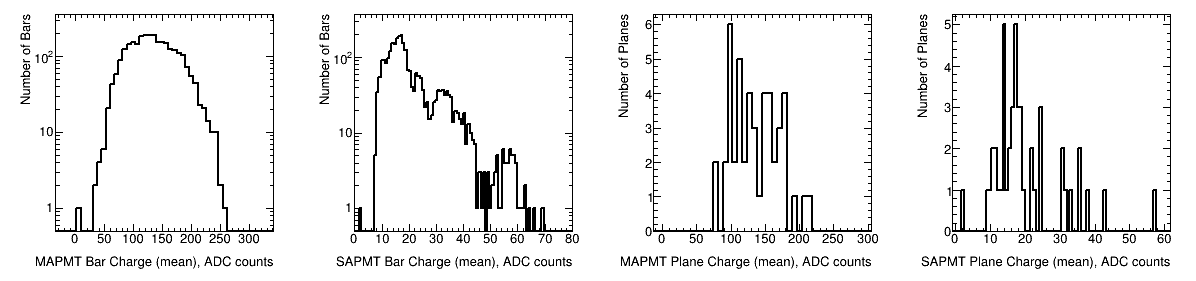 Number of Bars
10²
10
1
0 50 100 150 200 250 300
MAPMT Bar Charge (mean), ADC counts
Number of Bars
10²
10
1
0 10 20 30 40 50 60 70 80
SAPMT Bar Charge (mean), ADC counts
Number of Planes
6
5
4
3
2
1
0
0 50 100 150 200 250 300
MAPMT Plane Charge (mean), ADC counts
Number of Planes
5
4
3
2
1
0
0 10 20 30 40 50 60
SAPMT Plane Charge (mean), ADC counts